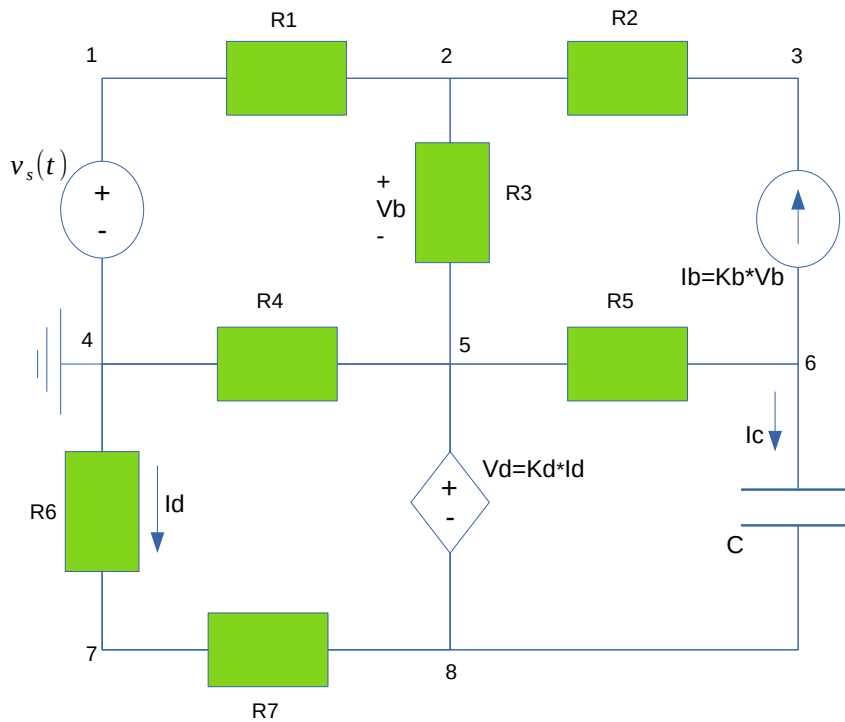 R1
R2
1
2
3
v_s(t)
+
-
+
Vb
-
R3
Ib=Kb*Vb
R4
R5
4
5
6
Ic
Vd=Kd*Id
+
-
R6
Id
C
7
8
R7